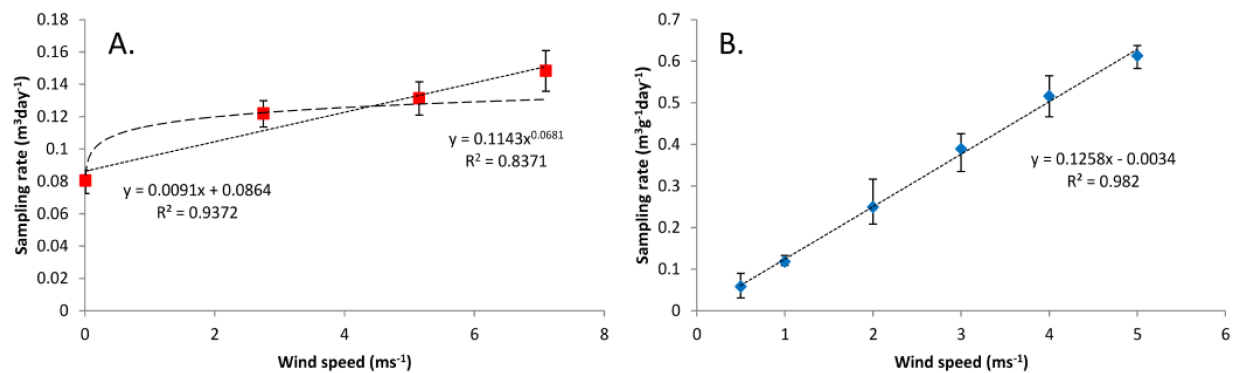 A.
Sampling rate (m³day⁻¹)
0.18
0.16
0.14
0.12
0.1
0.08
0.06
0.04
0.02
0
y = 0.1143x⁰·⁰⁶⁸¹
R² = 0.8371
y = 0.0091x + 0.0864
R² = 0.9372
0 2 4 6 8
Wind speed (ms⁻¹)
B.
Sampling rate (m³g⁻¹day⁻¹)
0.7
0.6
0.5
0.4
0.3
0.2
0.1
0
y = 0.1258x - 0.0034
R² = 0.982
0 1 2 3 4 5 6
Wind speed (ms⁻¹)